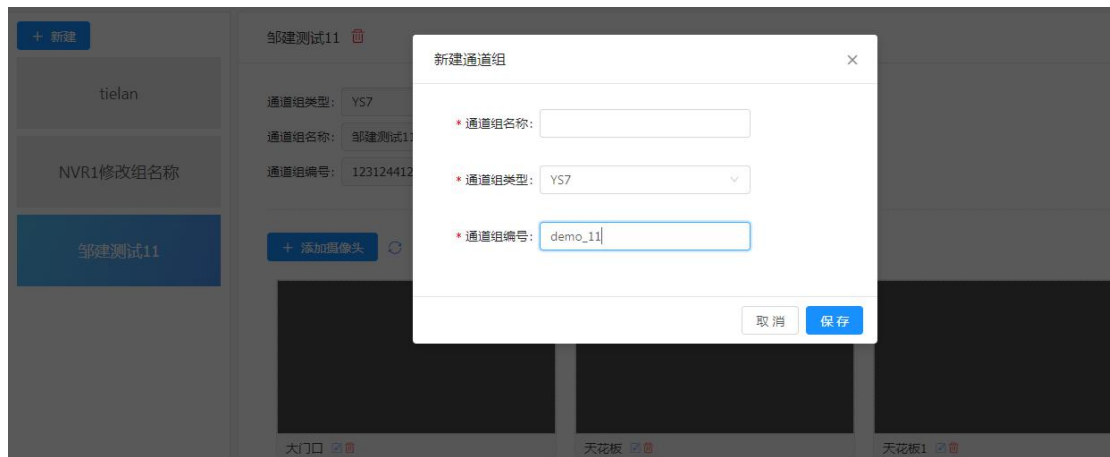 + 新建
tielan
NVR1修改组名称
邹建测试11
邹建测试11
通道组类型: YS7
通道组名称: 邹建测试11
通道组编号: 123124412
+ 添加摄像头
大门口
天花板
天花板1
新建通道组
* 通道组名称:
* 通道组类型: YS7
* 通道组编号: demo_11
取 消
保 存